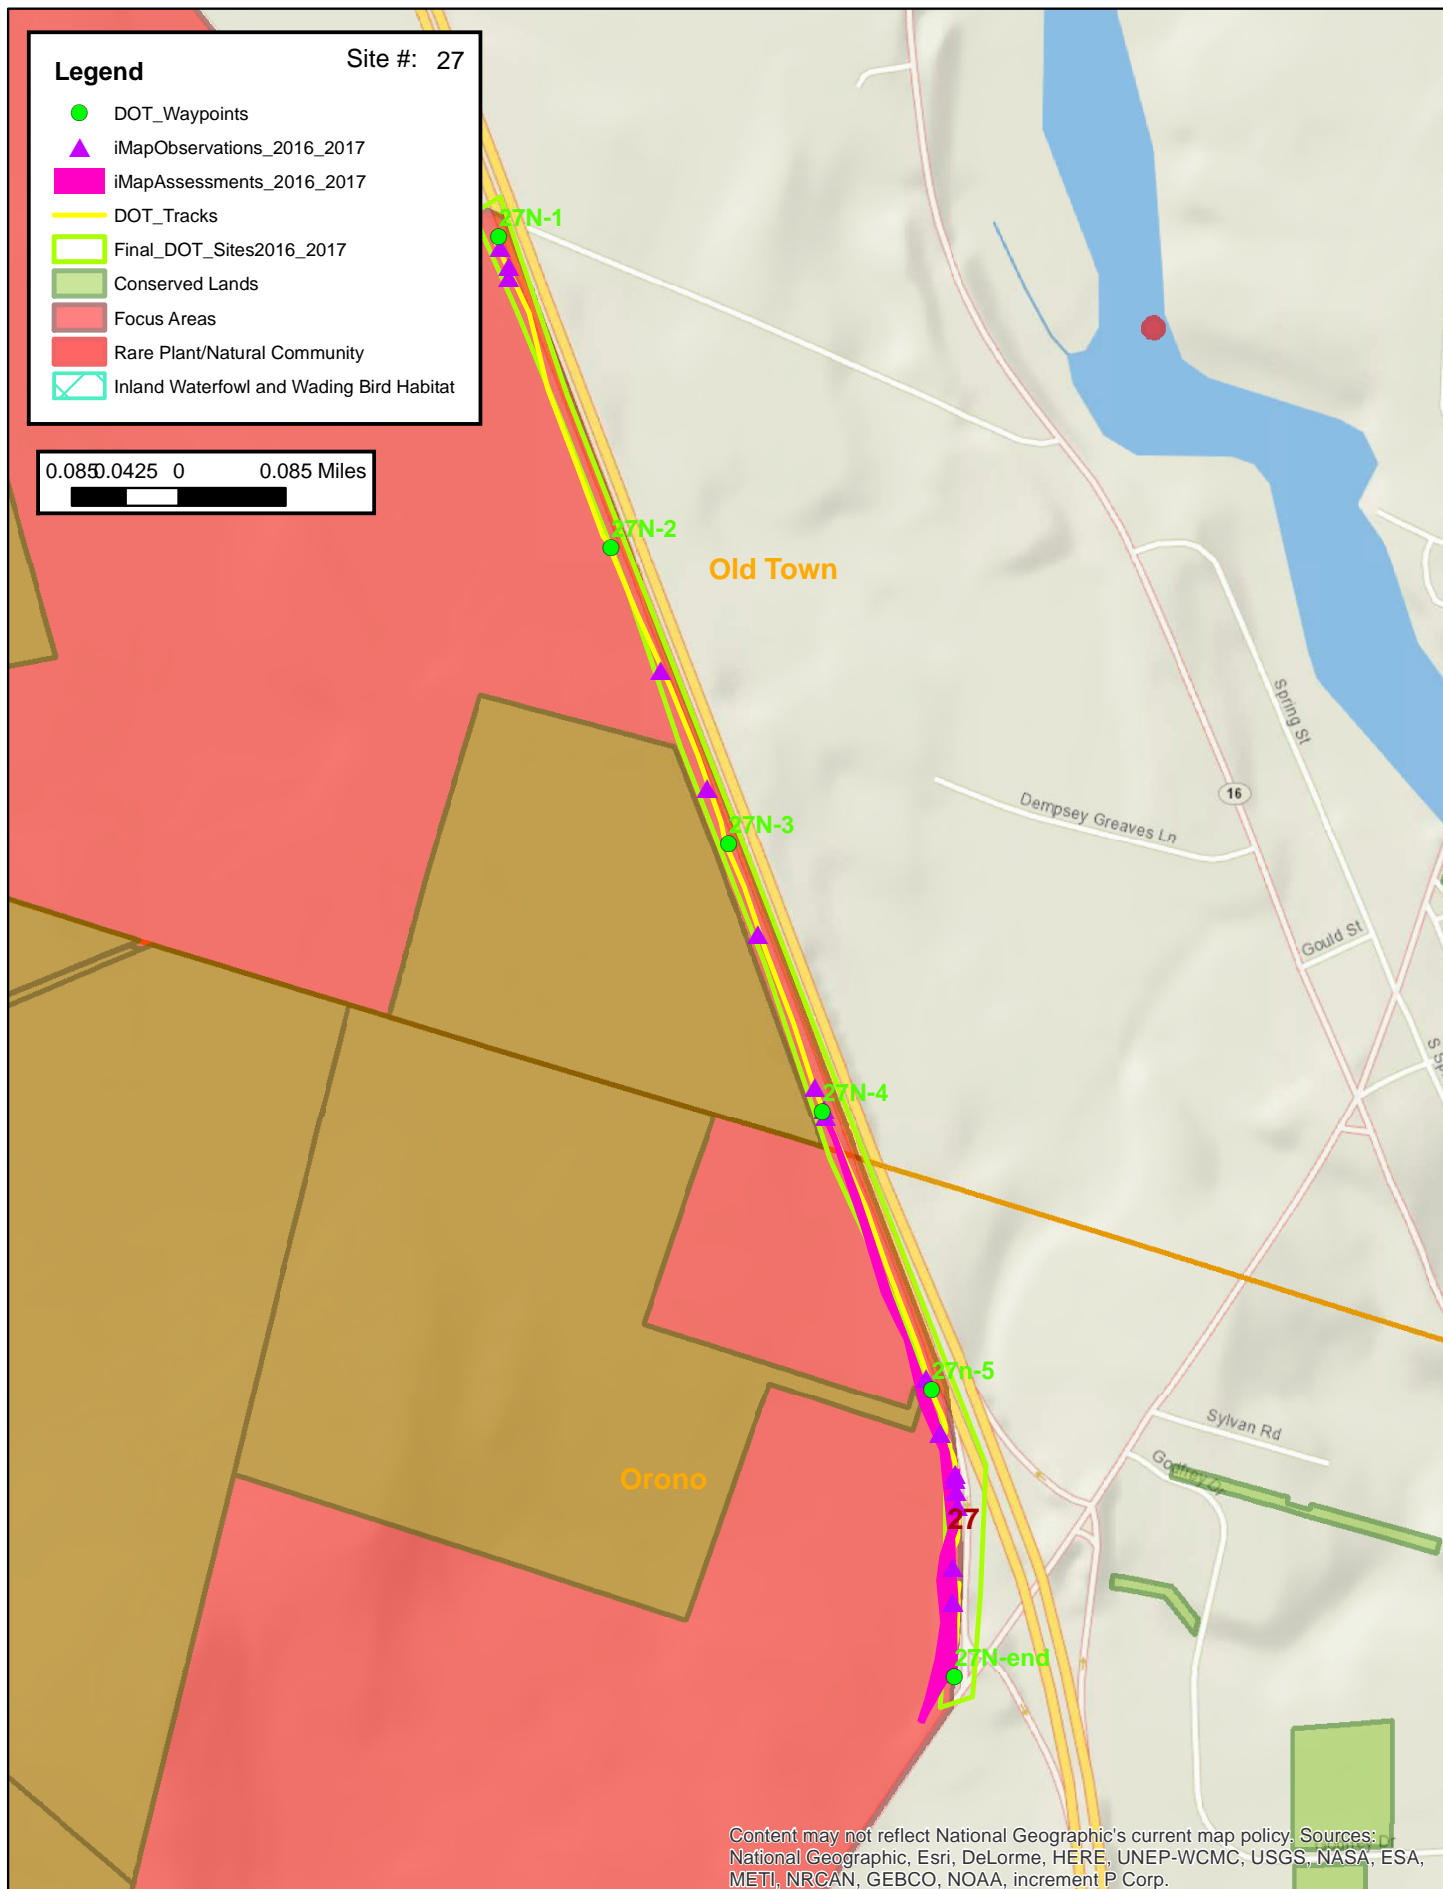 Legend
Site #: 27
DOT_Waypoints
iMapObservations_2016_2017
iMapAssessments_2016_2017
DOT_Tracks
Final_DOT_Sites2016_2017
Conserved Lands
Focus Areas
Rare Plant/Natural Community
Inland Waterfowl and Wading Bird Habitat
0.085 0.0425 0 0.085 Miles
27N-1
27N-2
Old Town
Spring St
16
Dempsey Greaves Ln
27N-3
Gould St
27N-4
27n-5
Sylvan Rd
Godfrey Dr
Orono
27
27N-end
Content may not reflect National Geographic's current map policy. Sources:
National Geographic, Esri, DeLorme, HERE, UNEP-WCMC, USGS, NASA, ESA,
METI, NRCAN, GEBCO, NOAA, increment P Corp.